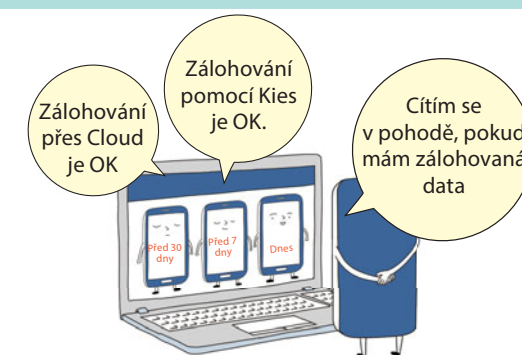 Zálohování
přes Cloud
je OK
Zálohování
pomocí Kies
je OK.
Cítím se
v pohodě, pokud
mám zálohovaná
data
Před 30
dny
Před 7
dny
Dnes